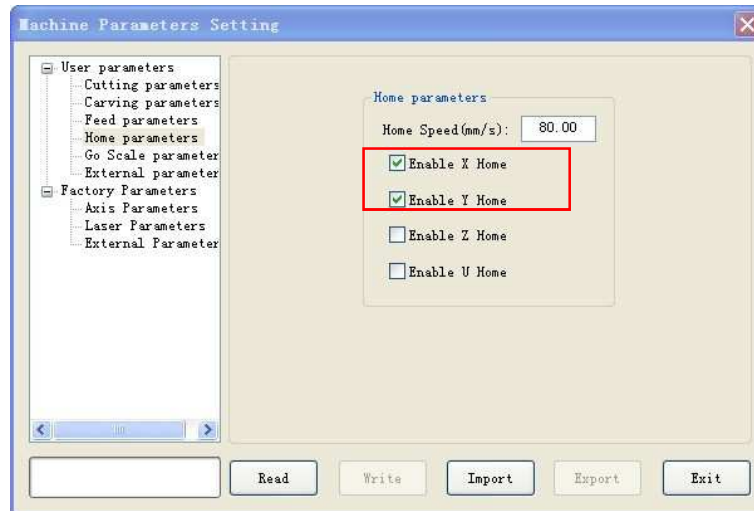 Machine Parameters Setting
User parameters
Cutting parameters
Carving parameters
Feed parameters
Home parameters
Go Scale parameter
External parameter
Factory Parameters
Axis Parameters
Laser Parameters
External Parameter
Home parameters
Home Speed(mm/s): 80.00
Enable X Home
Enable Y Home
Enable Z Home
Enable U Home
Read Write Import Export Exit